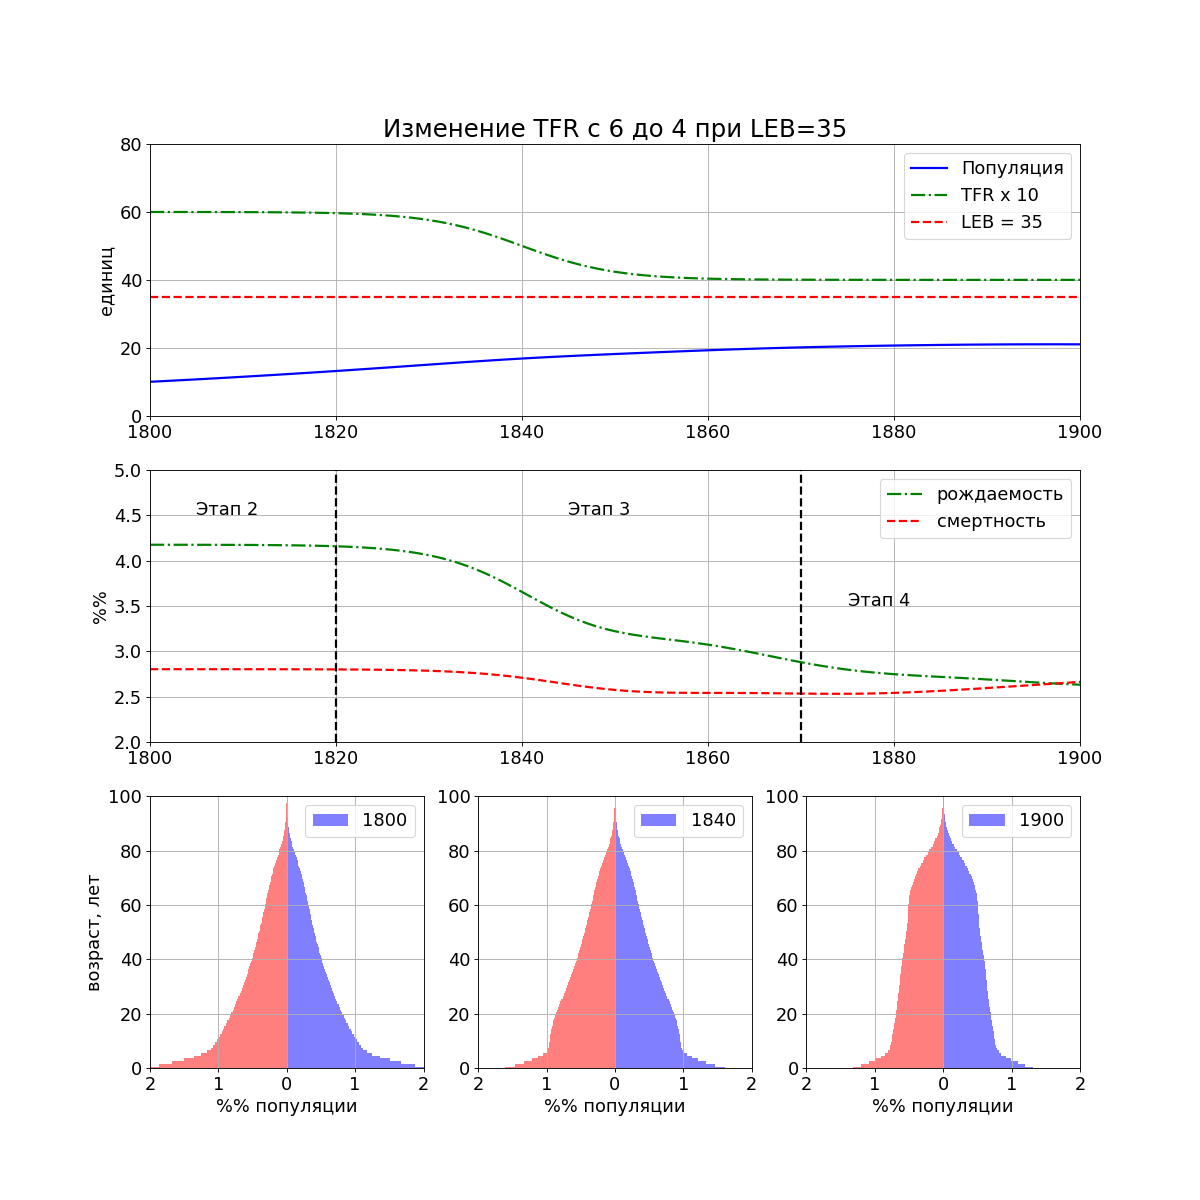 Изменение TFR с 6 до 4 при LEB=35
80
60
40
20
0
единиц
Популяция
TFR x 10
LEB = 35
1800 1820 1840 1860 1880 1900
5.0
4.5
4.0
3.5
3.0
2.5
2.0
%%
Этап 2
Этап 3
Этап 4
рождаемость
смертность
1800 1820 1840 1860 1880 1900
100
80
60
40
20
0
возраст, лет
1800
2 1 0 1 2
%% популяции
100
80
60
40
20
0
1840
2 1 0 1 2
%% популяции
100
80
60
40
20
0
1900
2 1 0 1 2
%% популяции